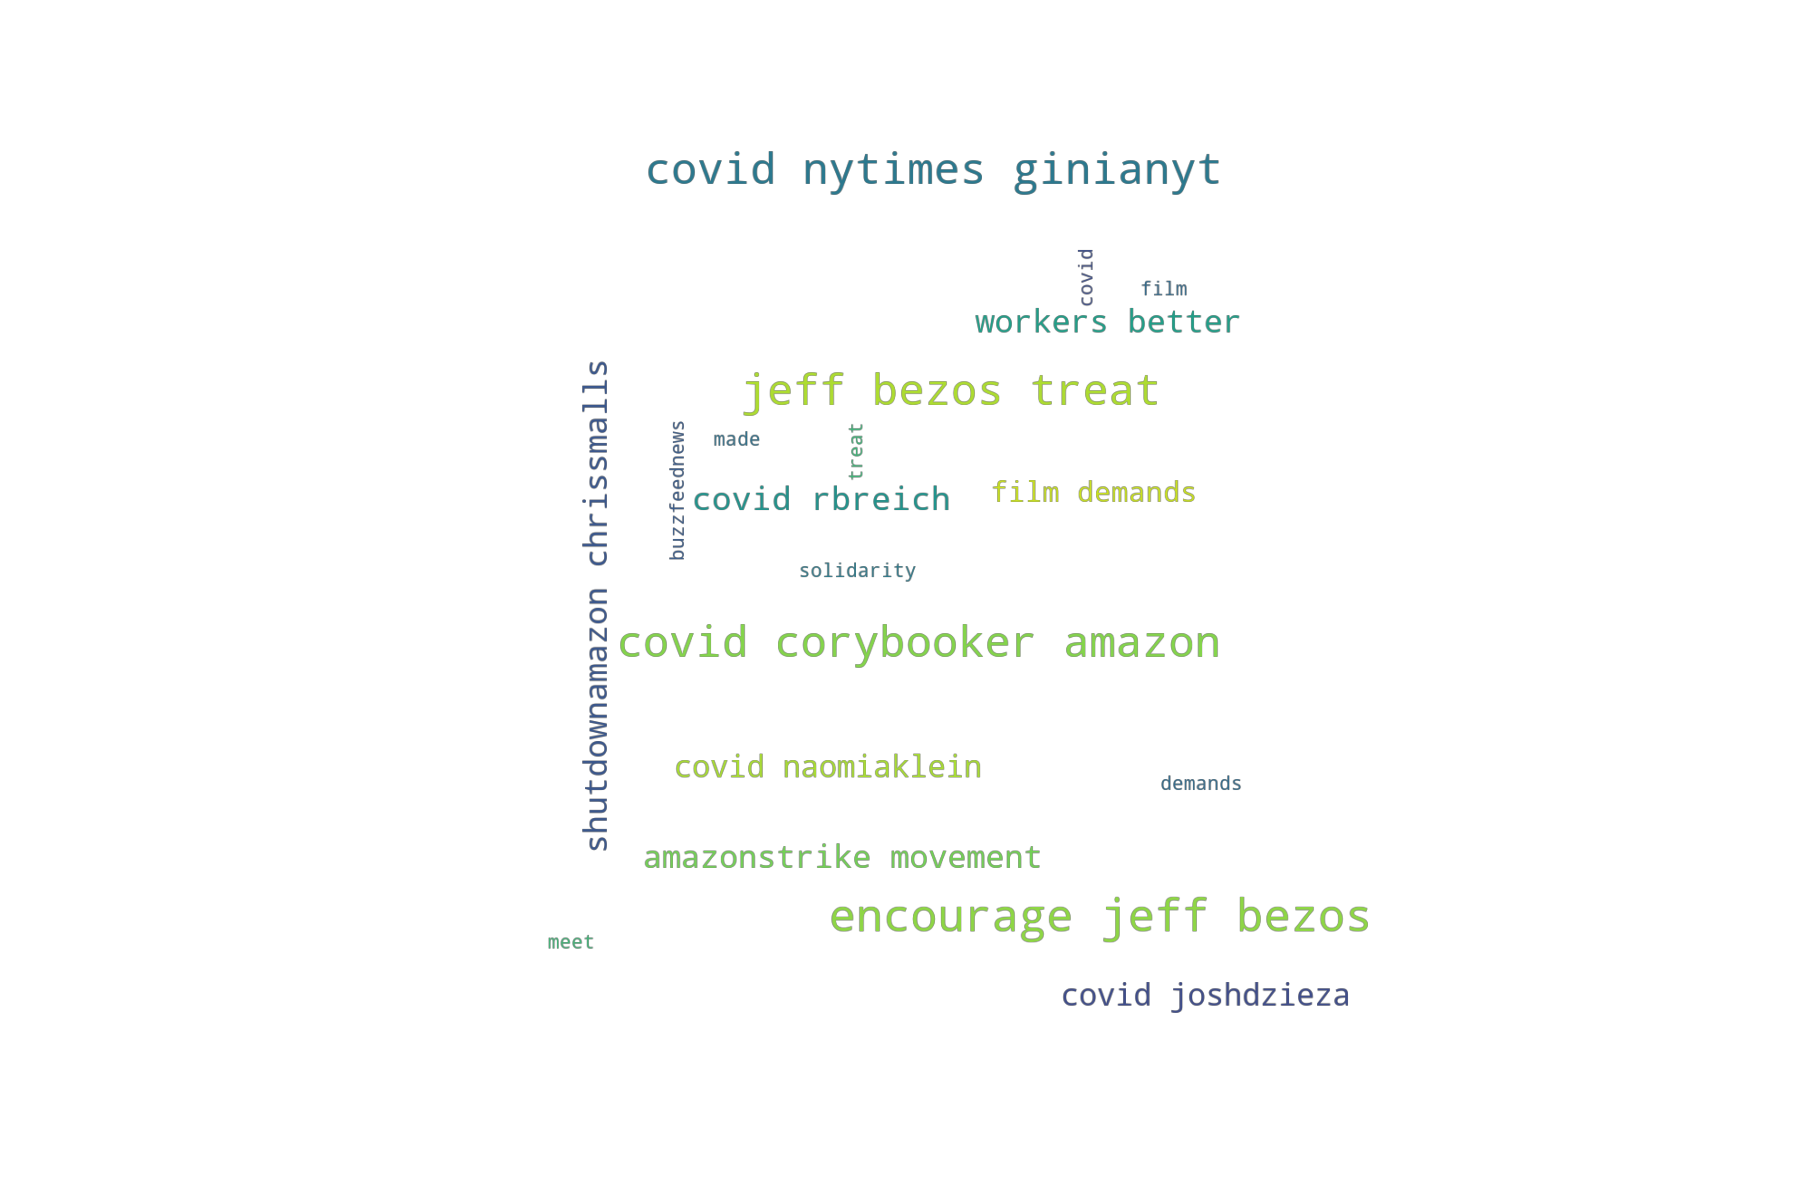 covid nytimes ginianyt
covid
film
workers better
shutdownamazon chrissmalls
jeff bezos treat
buzzfeednews
made
treat
covid rbreich
film demands
solidarity
covid corybooker amazon
covid naomiaklein
demands
amazonstrike movement
encourage jeff bezos
meet
covid joshdzieza